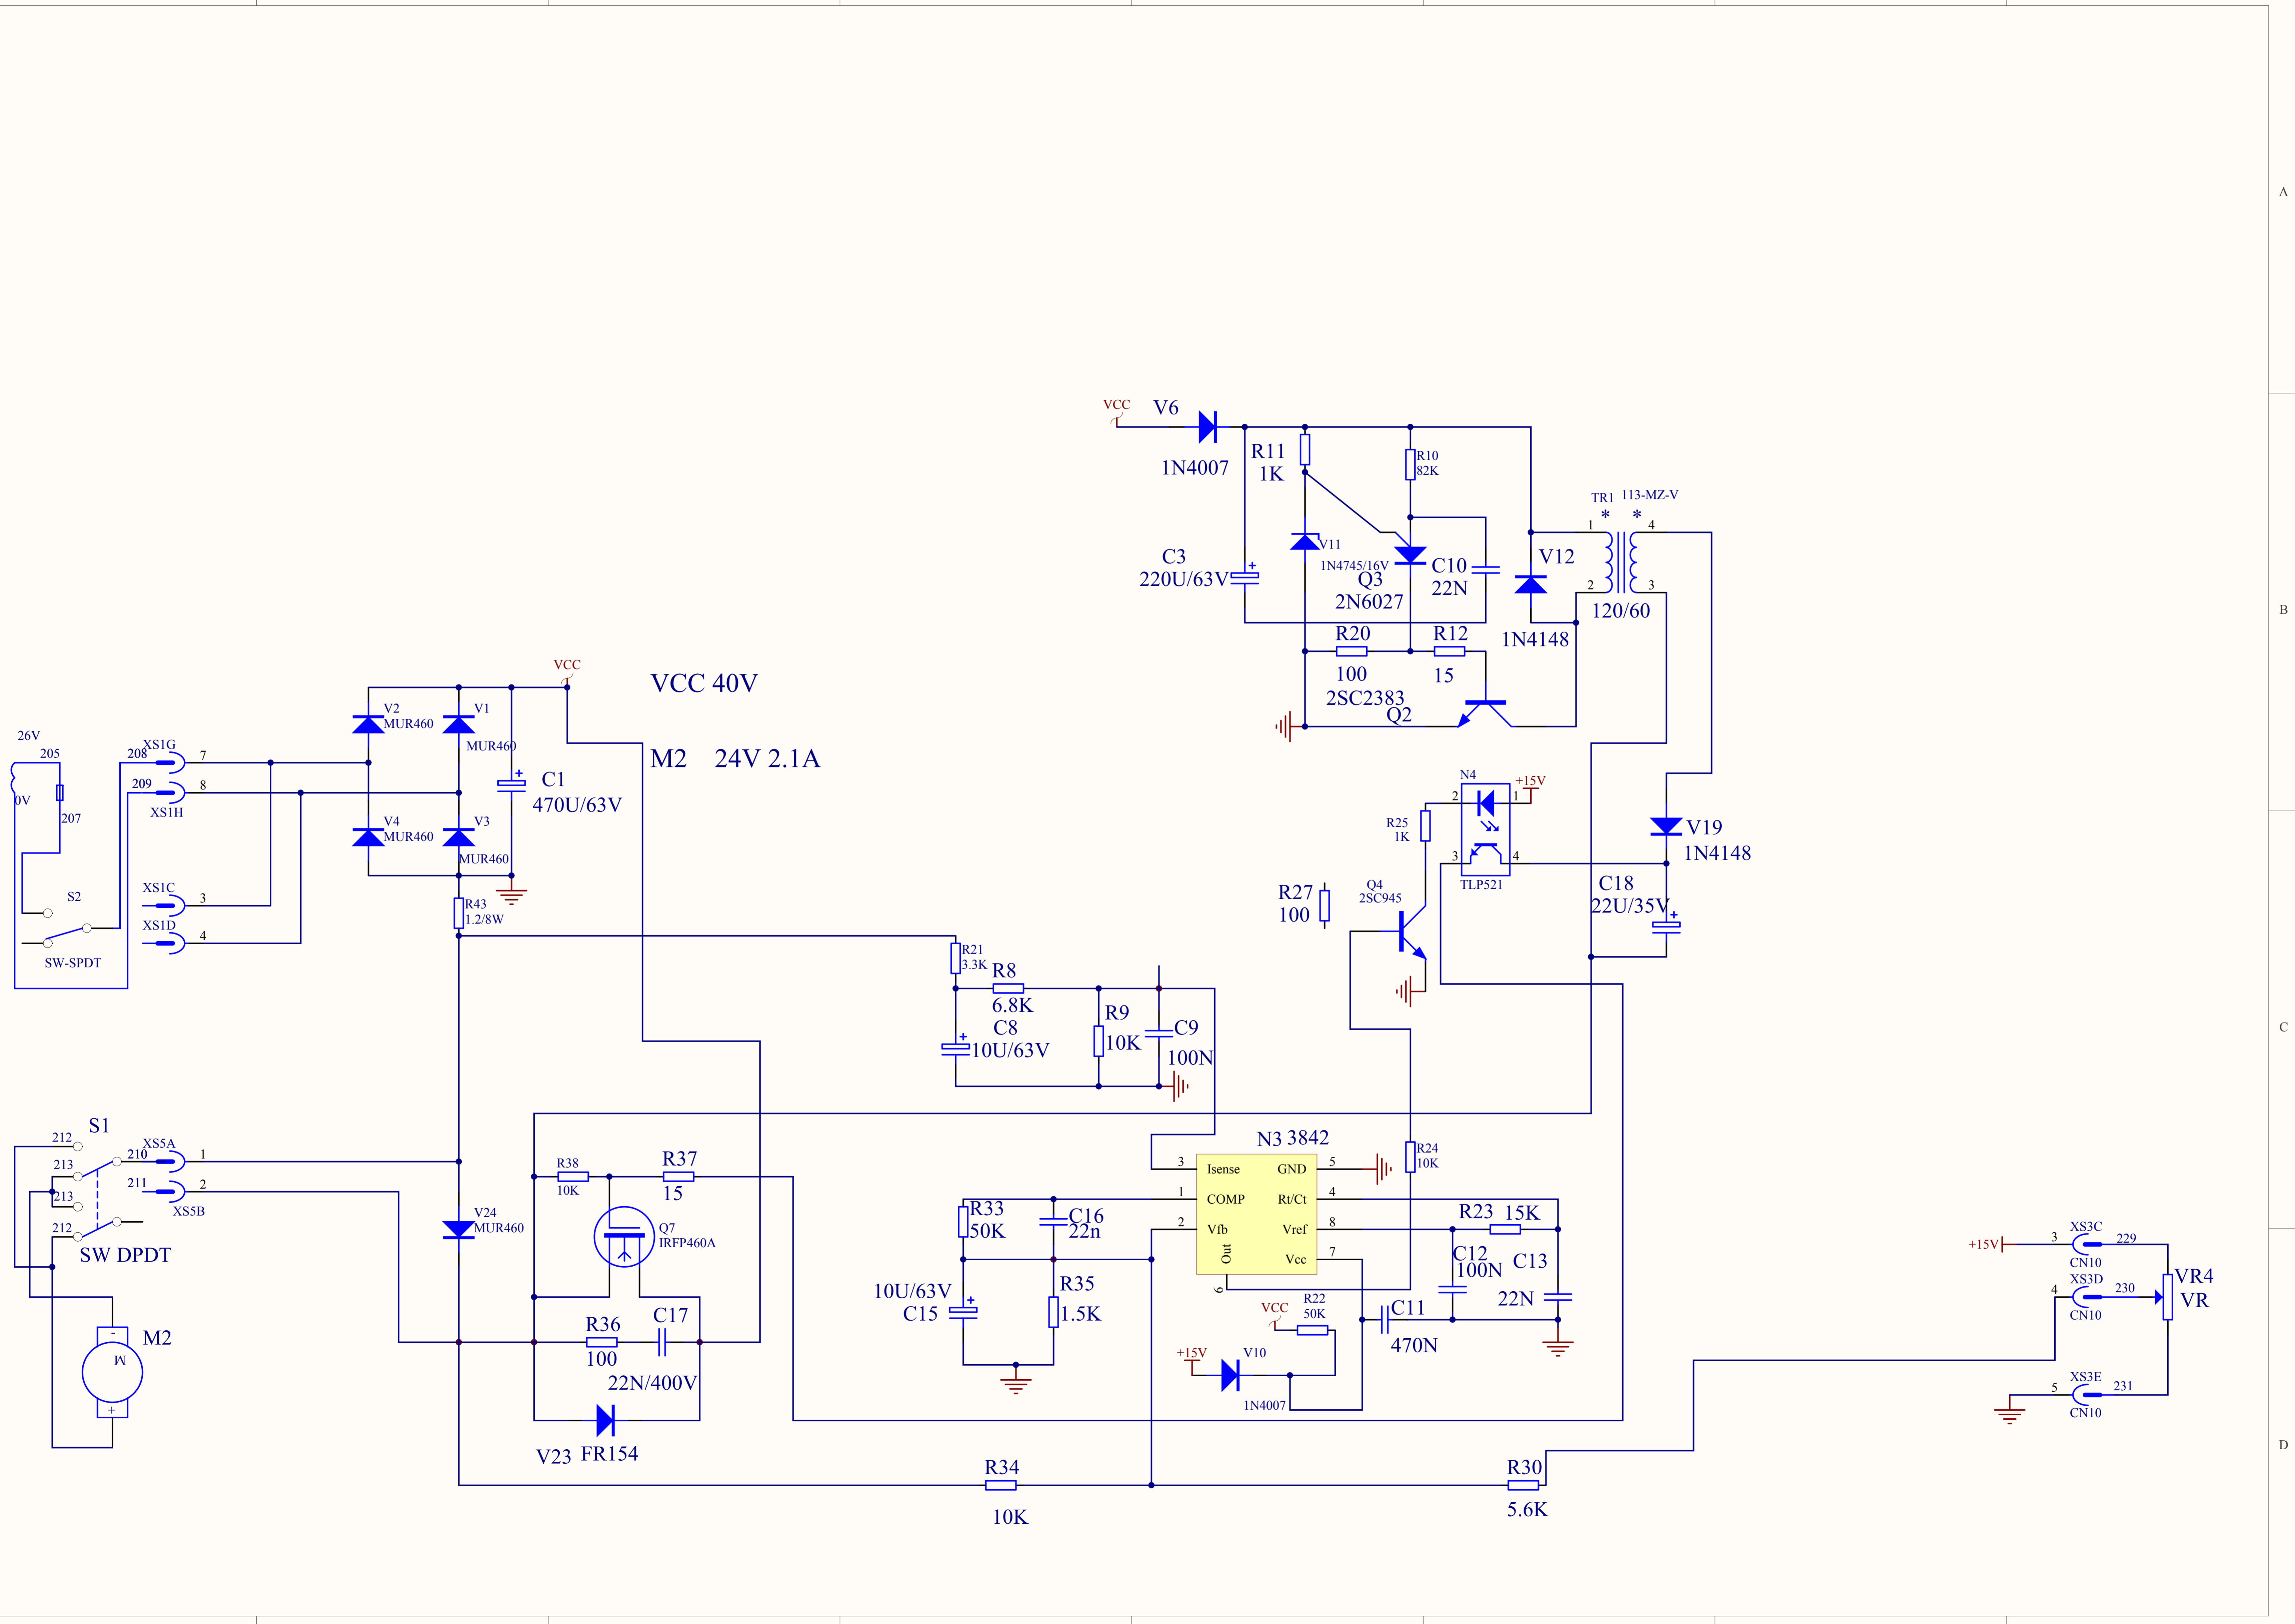 A
B
C
D
VCC
V6
1N4007
R11
1K
R10
82K
TR1
113-MZ-V
*
*
1
4
2
3
120/60
V11
1N4745/16V
Q3
2N6027
C3
220U/63V
+
C10
22N
V12
1N4148
R20
100
R12
15
2SC2383
Q2
VCC
VCC 40V
M2 24V 2.1A
V2
MUR460
V1
MUR460
V4
MUR460
V3
MUR460
+
C1
470U/63V
26V
205
0V
207
208
XS1G
7
209
8
XS1H
S2
SW-SPDT
XS1C
3
XS1D
4
R43
1.2/8W
N4
+15V
2
1
3
4
TLP521
R25
1K
Q4
2SC945
R27
100
V19
1N4148
C18
22U/35V
+
R21
3.3K
R8
6.8K
+
C8
10U/63V
R9
10K
C9
100N
S1
212
213
213
212
210
XS5A
1
211
2
XS5B
SW DPDT
-
M
+
M2
V24
MUR460
R38
10K
R37
15
Q7
IRFP460A
R36
100
C17
22N/400V
V23 FR154
N3 3842
3
Isense
GND
5
1
COMP
Rt/Ct
4
2
Vfb
Vref
8
Out
Vcc
7
6
R24
10K
R33
50K
C16
22n
10U/63V
C15
+
R35
1.5K
R23 15K
C12
100N
C13
22N
VCC
R22
50K
C11
470N
+15V
V10
1N4007
R34
10K
R30
5.6K
+15V
3
XS3C
229
CN10
4
XS3D
230
CN10
5
XS3E
231
CN10
VR4
VR